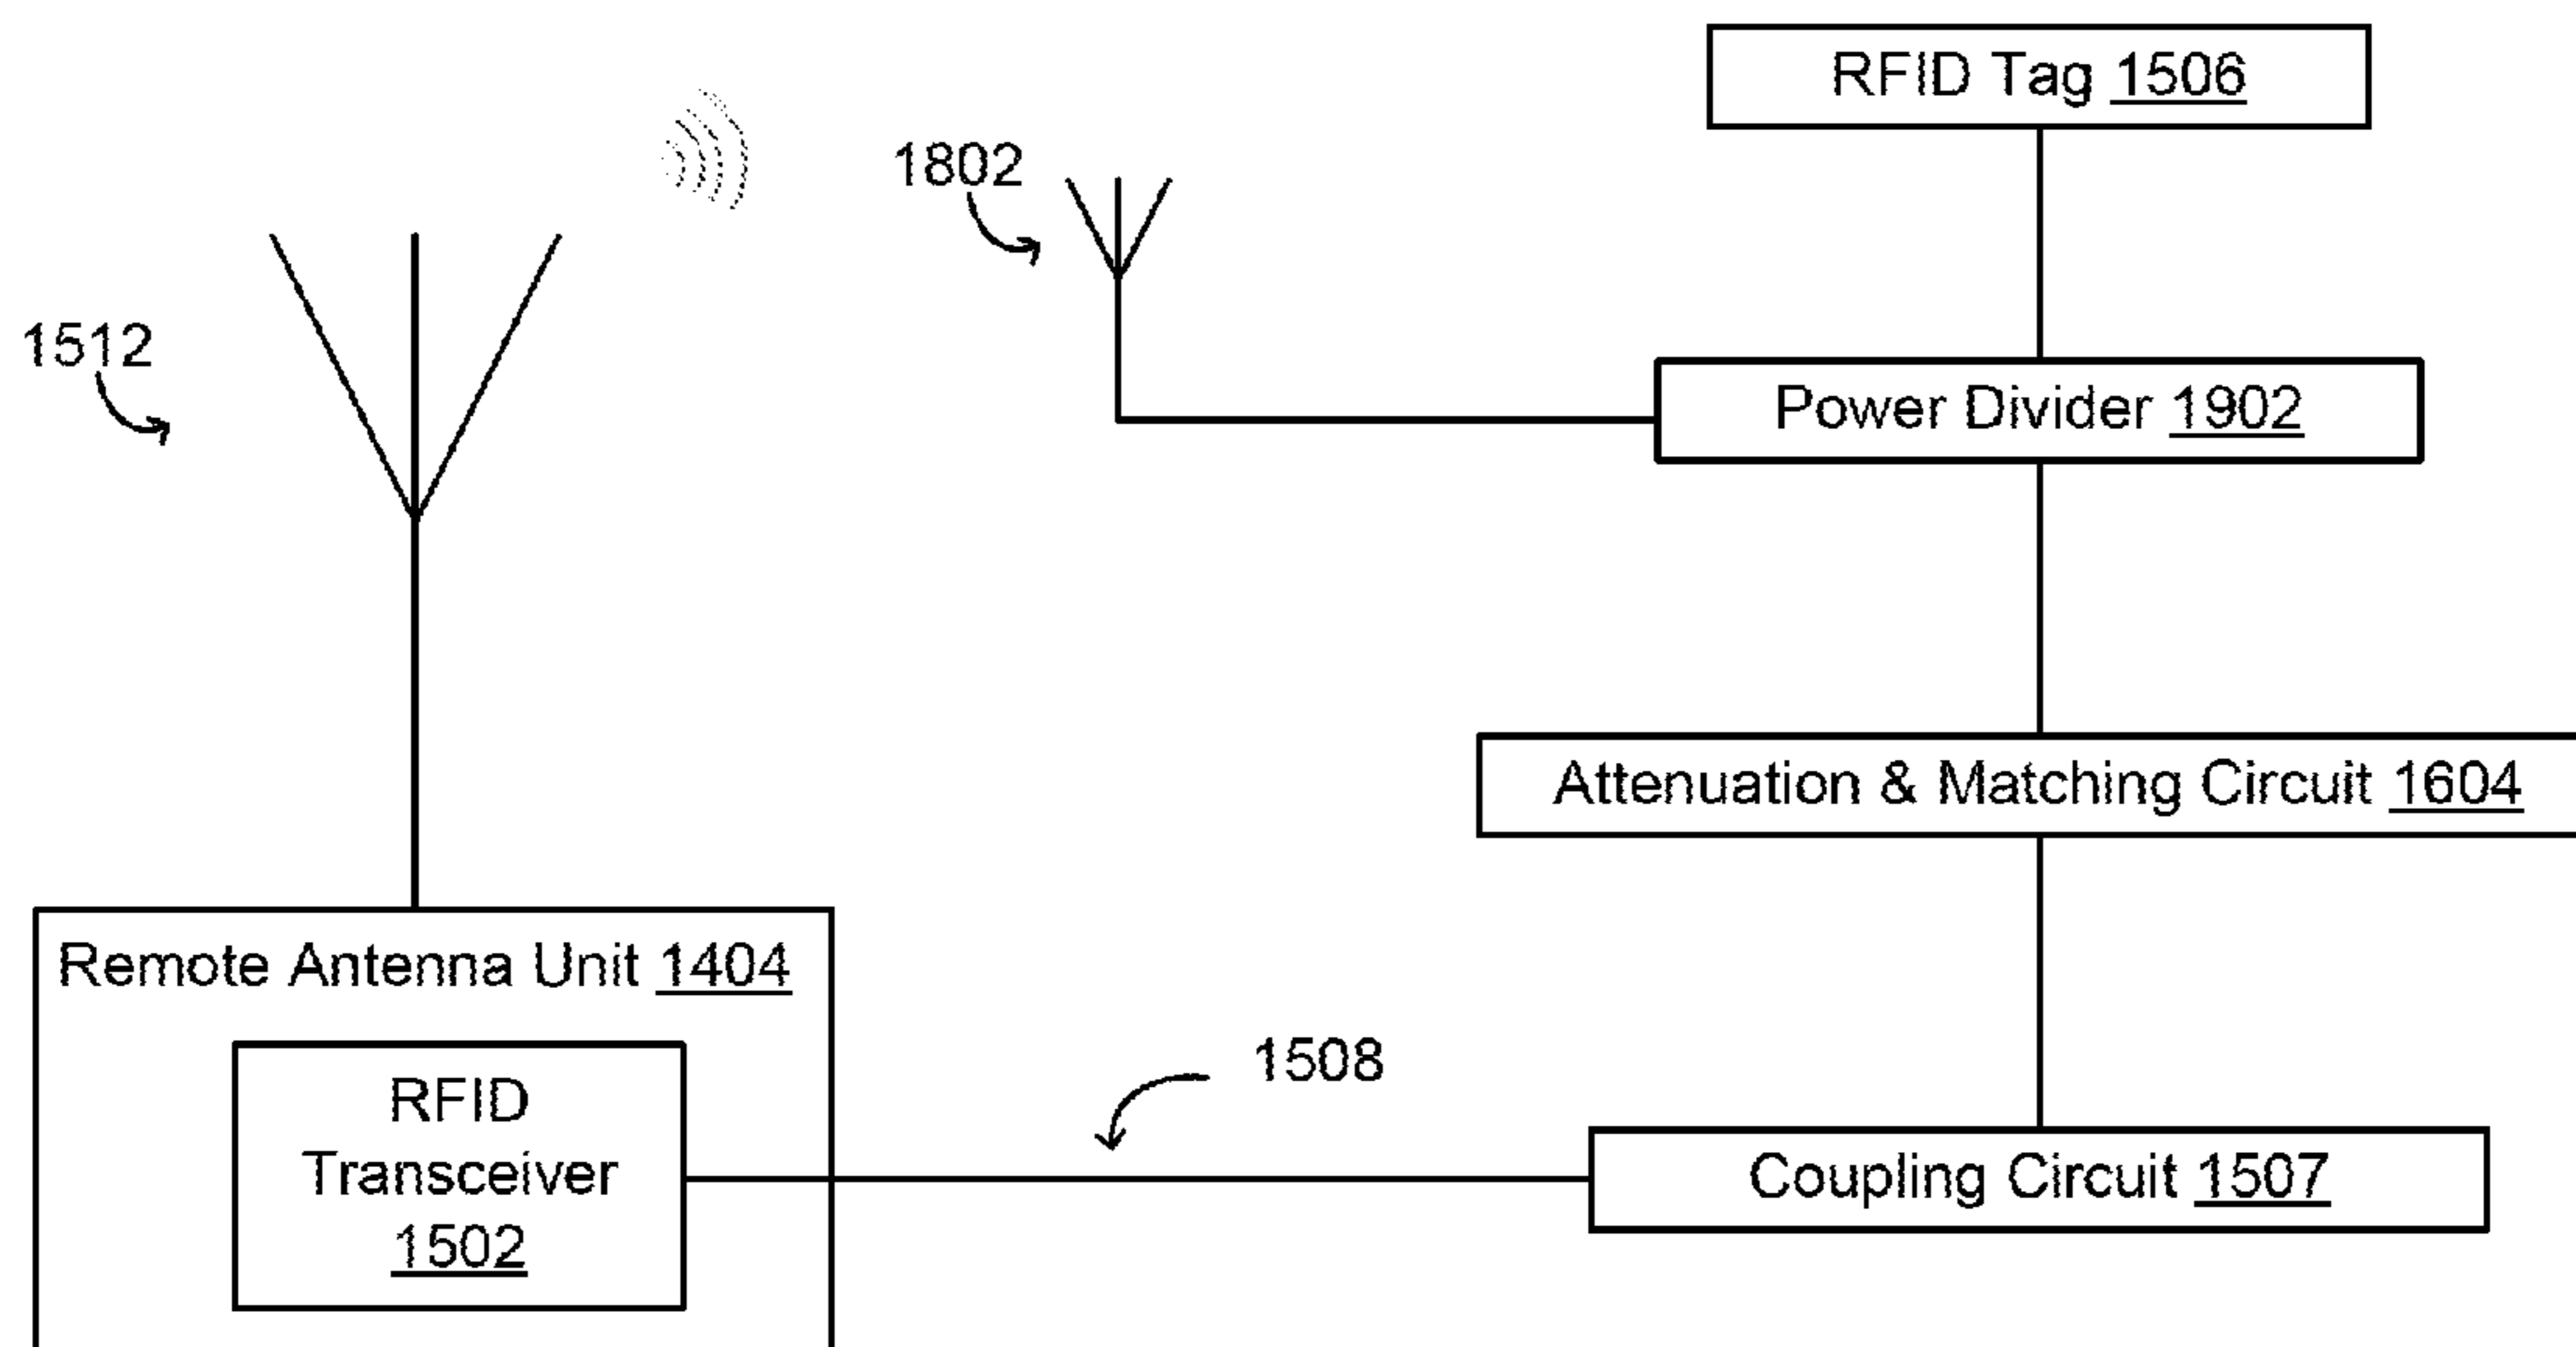 RFID Tag 1506
1802
1512
Power Divider 1902
Attenuation & Matching Circuit 1604
Remote Antenna Unit 1404
1508
RFID
Transceiver
1502
Coupling Circuit 1507